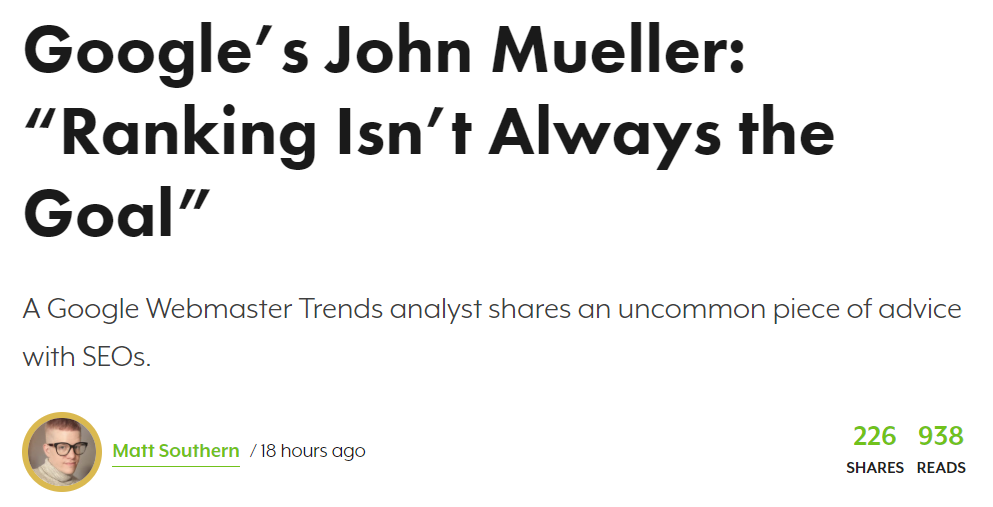 Google’s John Mueller:
“Ranking Isn’t Always the
Goal”
A Google Webmaster Trends analyst shares an uncommon piece of advice
with SEOs.
Matt Southern / 18 hours ago
226 938
SHARES READS